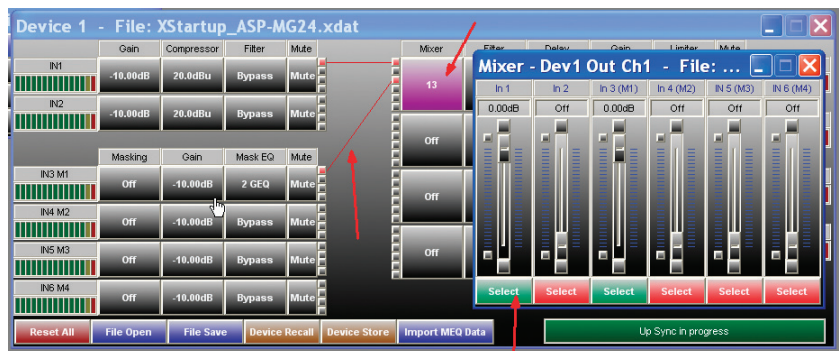 Device 1 - File: XStartup_ASP-MG24.xdat
Gain Compressor Filter Mute Mixer Filter Delay Gain Limiter Mute
IN1 -10.00dB 20.0dBu Bypass Mute 13
IN2 -10.00dB 20.0dBu Bypass Mute Off
Masking Gain Mask EQ Mute
IN3 M1 Off -10.00dB 2 GEQ Mute Off
IN4 M2 Off -10.00dB Bypass Mute
IN5 M3 Off -10.00dB Bypass Mute Off
IN6 M4 Off -10.00dB Bypass Mute
Reset All File Open File Save Device Recall Device Store Import MEQ Data Up Sync in progress
Mixer - Dev1 Out Ch1 - File: ...
In 1 In 2 In 3 (M1) In 4 (M2) IN 5 (M3) IN 6 (M4)
0.00dB Off 0.00dB Off Off Off
Select Select Select Select Select Select